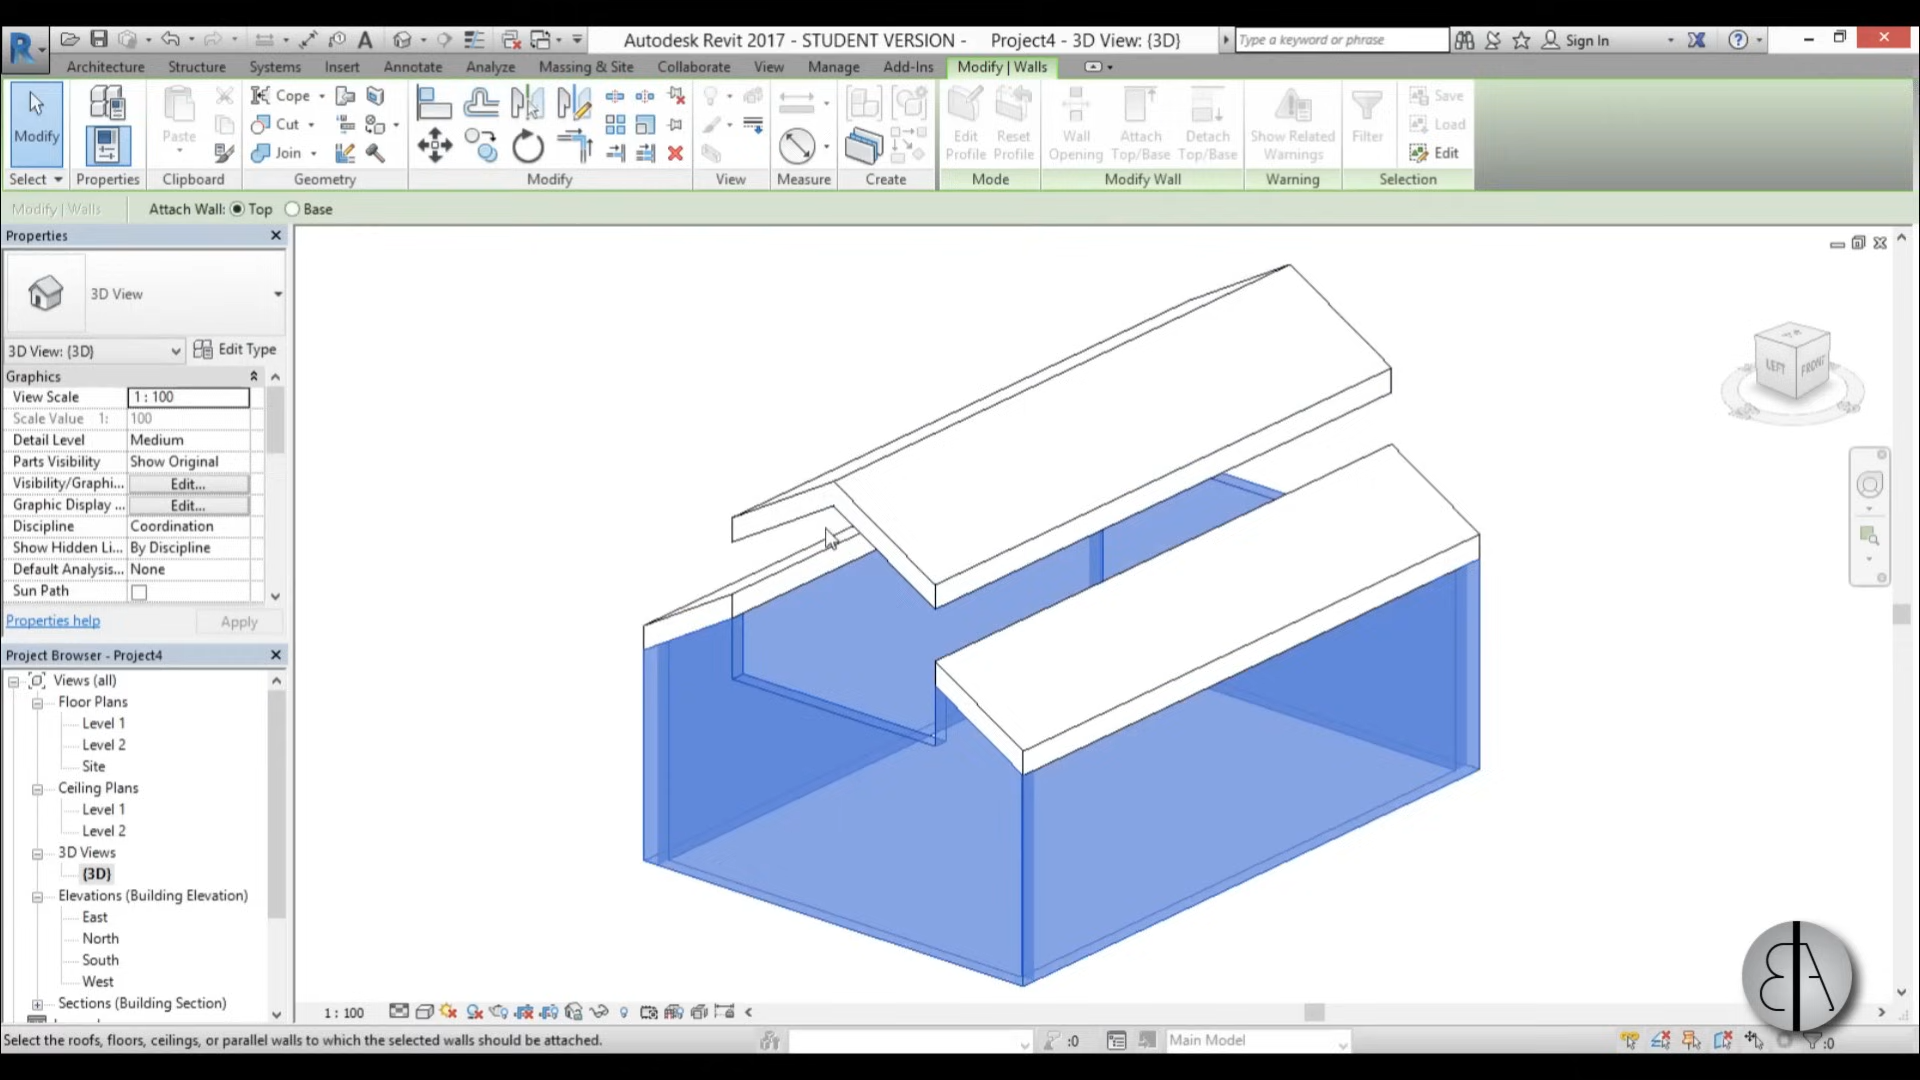 Autodesk Revit 2017 - STUDENT VERSION - Project4 - 3D View: {3D}
Type a keyword or phrase
Sign In
Architecture Structure Systems Insert Annotate Analyze Massing & Site Collaborate View Manage Add-Ins Modify | Walls
Modify
Paste
Cope
Cut
Join
Edit Profile
Reset Profile
Wall Opening
Attach Top/Base
Detach Top/Base
Show Related Warnings
Filter
Save
Load
Edit
Select Properties Clipboard Geometry Modify View Measure Create Mode Modify Wall Warning Selection
Modify | Walls Attach Wall: Top Base
Properties
3D View
3D View: {3D} Edit Type
Graphics
View Scale 1 : 100
Scale Value 1: 100
Detail Level Medium
Parts Visibility Show Original
Visibility/Graphi... Edit...
Graphic Display ... Edit...
Discipline Coordination
Show Hidden Li... By Discipline
Default Analysis... None
Sun Path
Properties help Apply
Project Browser - Project4
Views (all)
Floor Plans
Level 1
Level 2
Site
Ceiling Plans
Level 1
Level 2
3D Views
{3D}
Elevations (Building Elevation)
East
North
South
West
Sections (Building Section)
LEFT FRONT
1 : 100
Select the roofs, floors, ceilings, or parallel walls to which the selected walls should be attached.
:0
Main Model
:0